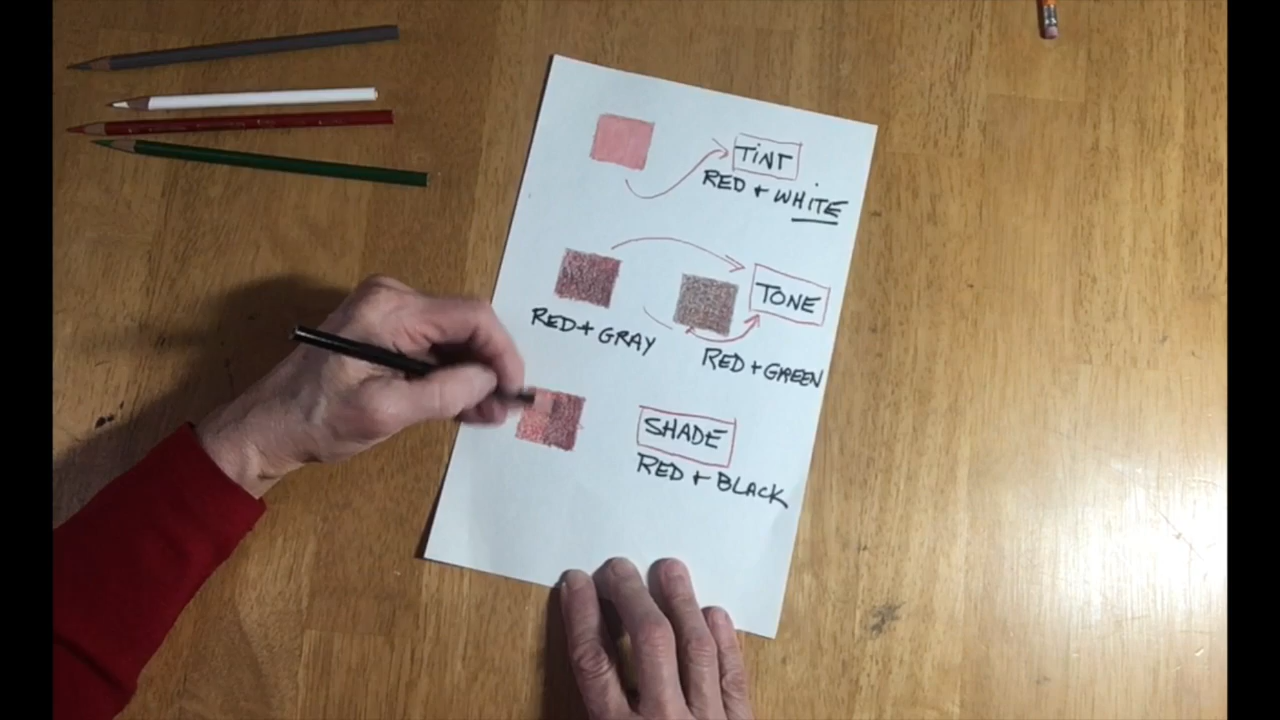 TINT
RED + WHITE
TONE
RED + GRAY
RED + GREEN
SHADE
RED + BLACK